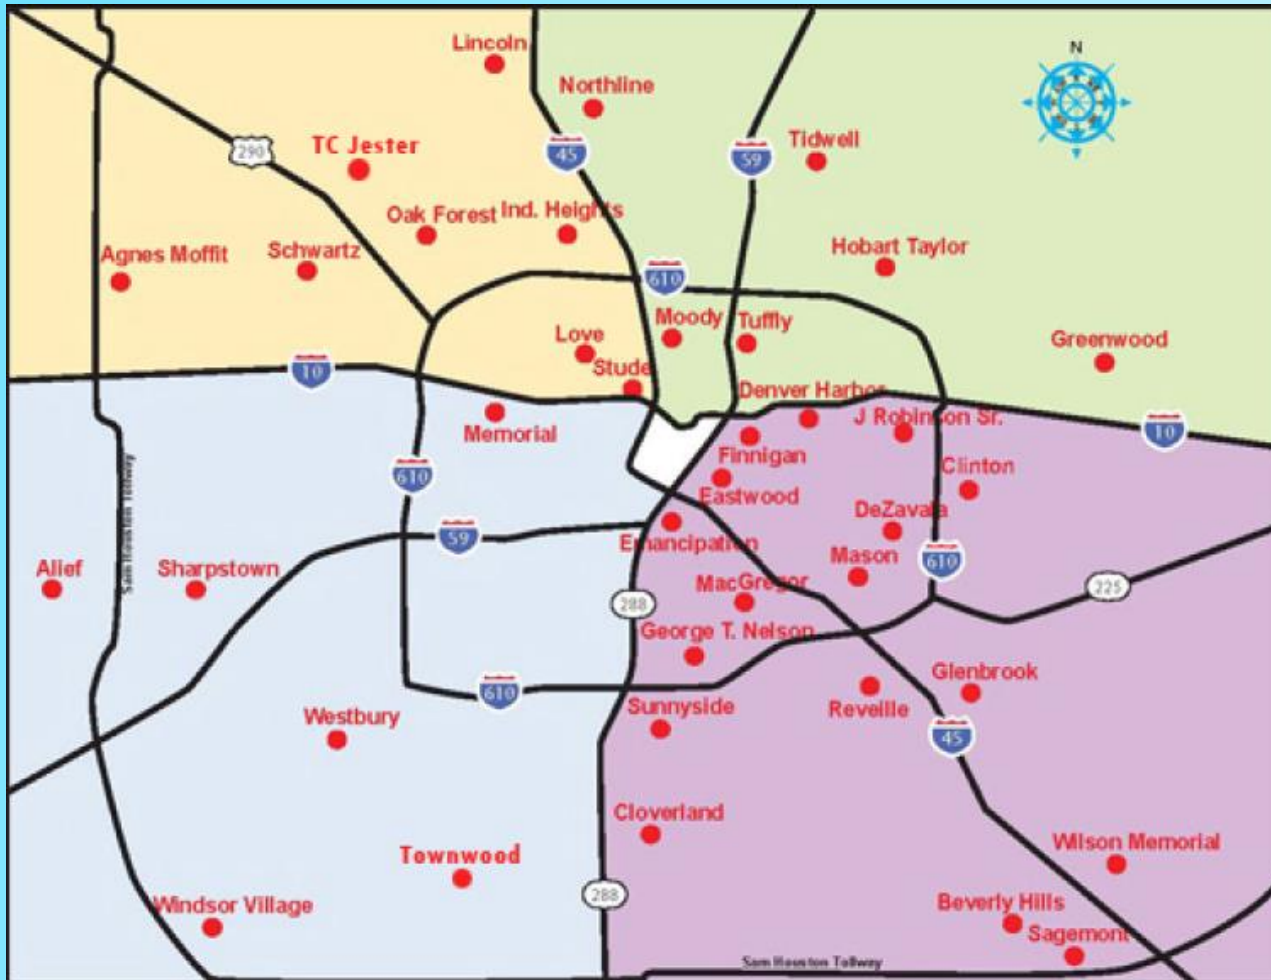 Lincoln
N
Northline
TC Jester
290
45
59
Tidwell
Oak Forest
Ind. Heights
Agnes Moffit
Schwartz
Hobart Taylor
610
Moody
Tuffly
Love
Stude
Greenwood
10
Denver Harbor
J Robinson Sr.
Memorial
10
Finnigan
610
Clinton
Eastwood
Sam Houston Tollway
DeZavala
59
Emancipation
Mason
610
Alief
Sharpstown
MacGregor
225
288
George T. Nelson
610
Glenbrook
Sunnyside
Reveille
Westbury
45
Cloverland
Wilson Memorial
Townwood
288
Windsor Village
Beverly Hills
Sagemont
Sam Houston Tollway